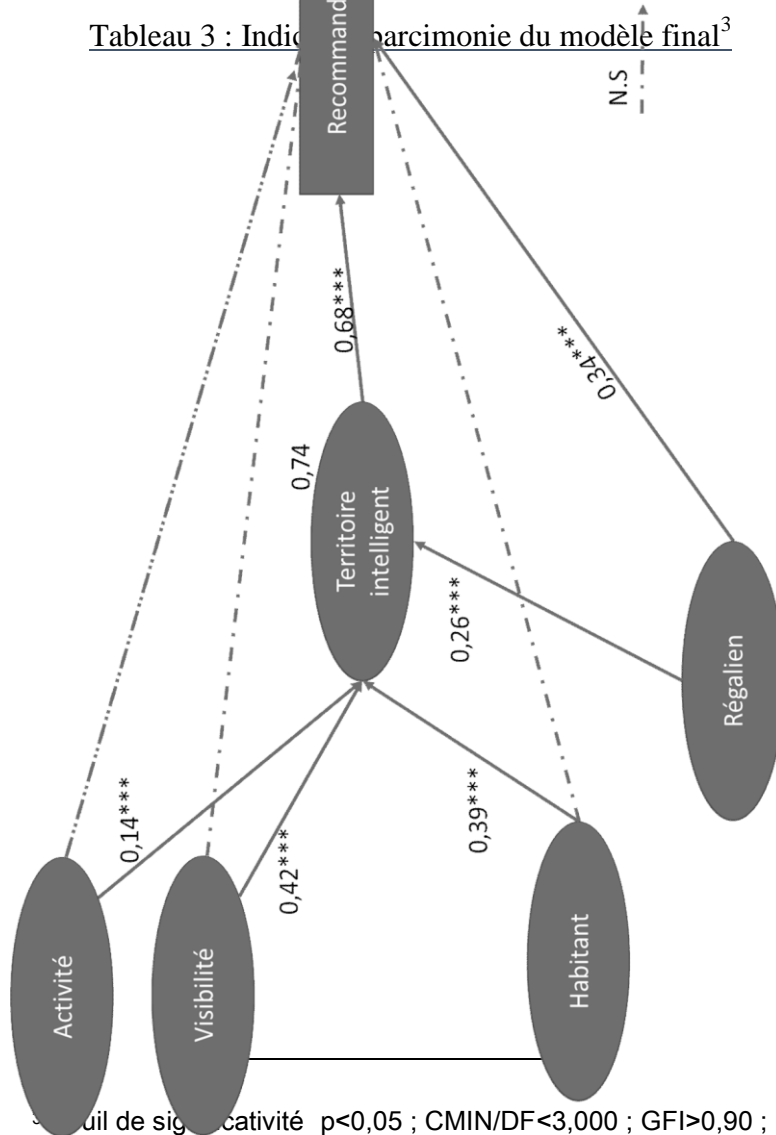 Tableau 3 : Indic parcimonie du modèle final³
Recommand
N.S
0,68***
0,34***
0,74
Territoire
intelligent
0,26***
Régalien
0,14***
0,42***
0,39***
Activité
Visibilité
Habitant
uil de sig cativité p<0,05 ; CMIN/DF<3,000 ; GFI>0,90 ;